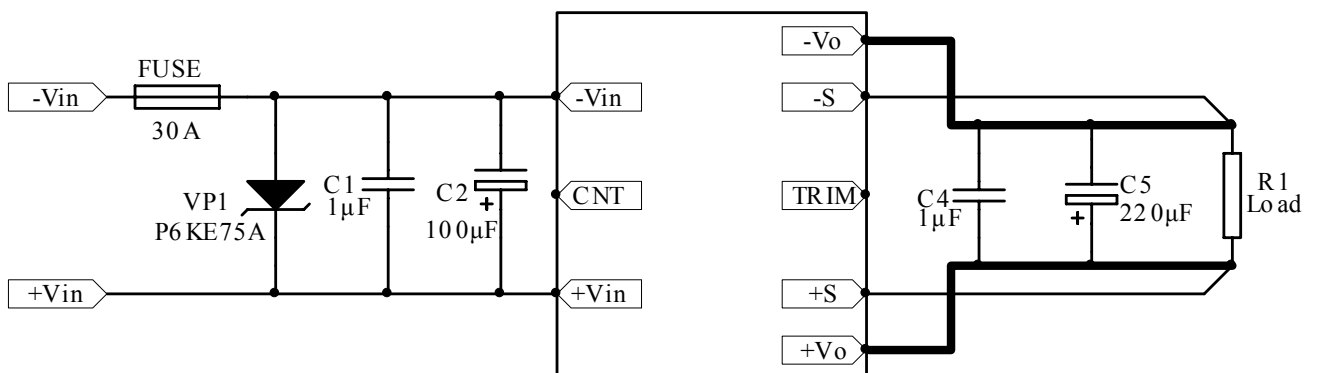 -Vo
FUSE
-Vin
-Vin
-S
30A
VP1
P6KE75A
C1
1μF
C2
100μF
CNT
TRIM
C4
1μF
C5
220μF
R1
Load
+Vin
+Vin
+S
+Vo
+
+